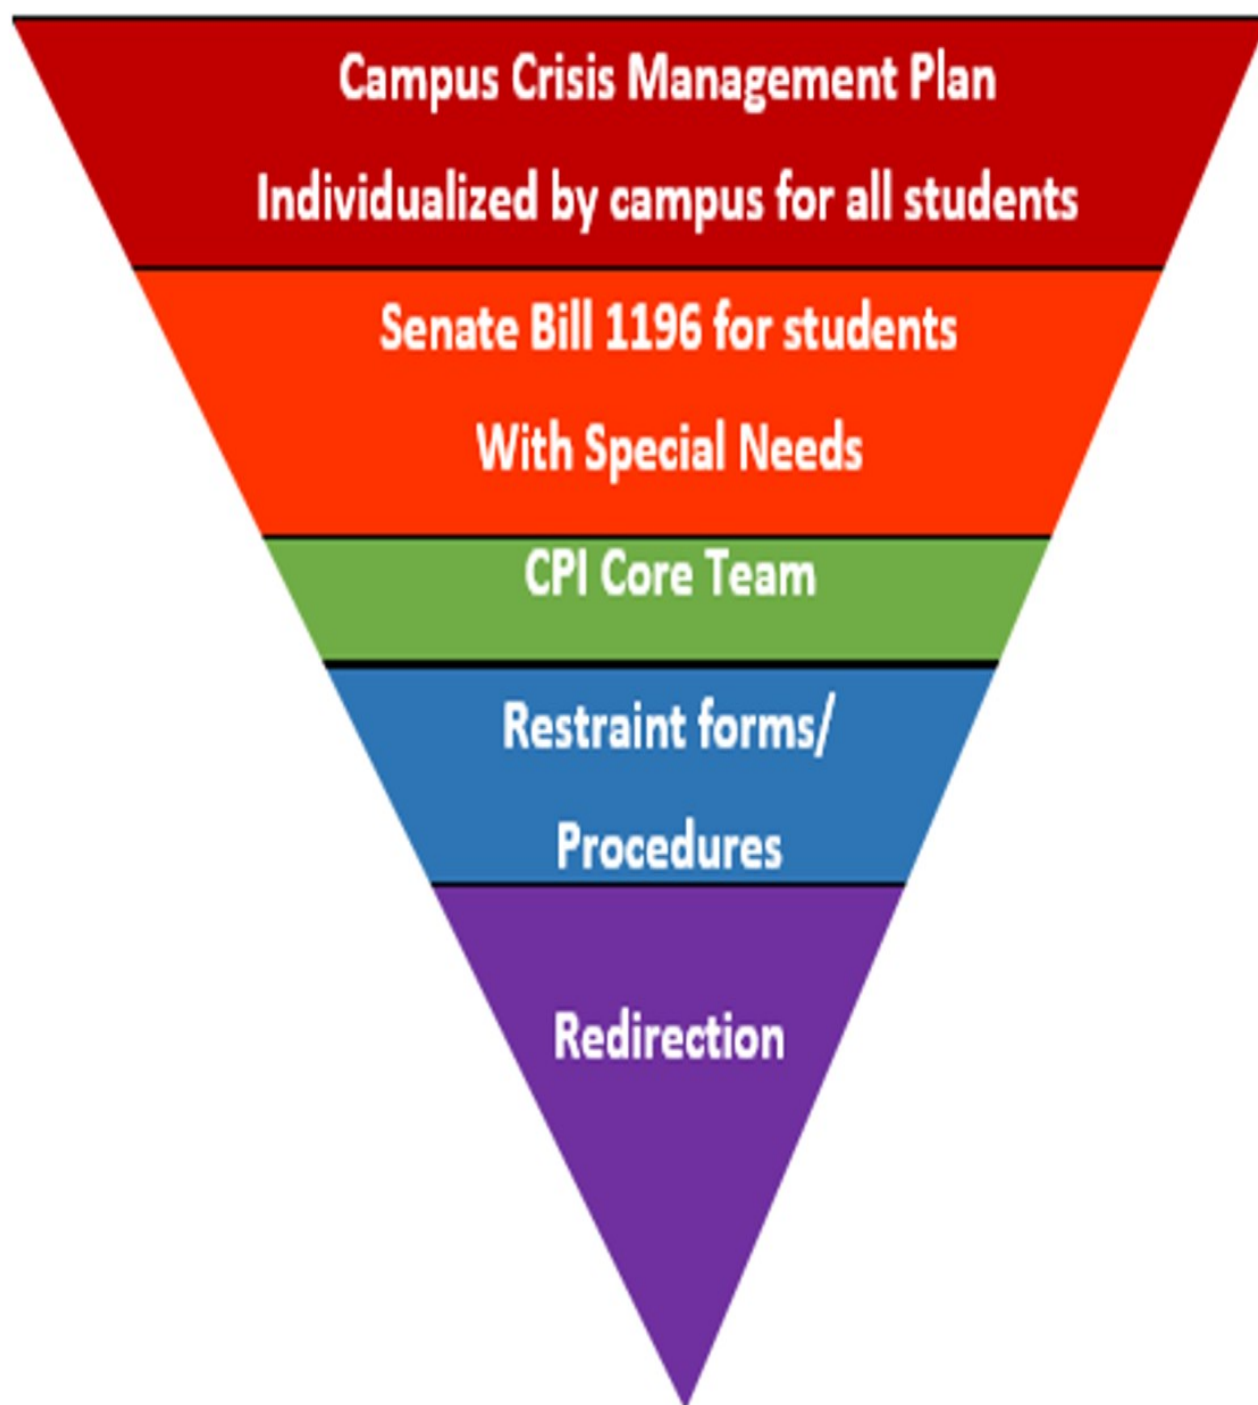 Campus Crisis Management Plan
Individualized by campus for all students
Senate Bill 1196 for students
With Special Needs
CPI Core Team
Restraint forms/
Procedures
Redirection